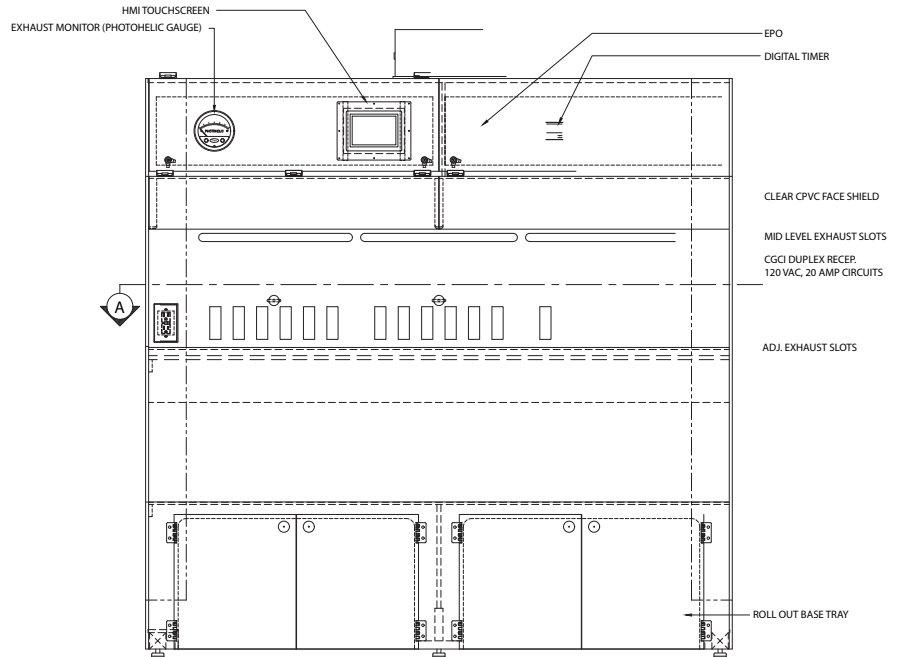 HMI TOUCHSCREEN
EXHAUST MONITOR (PHOTOHELIC GAUGE)
EPO
DIGITAL TIMER
PHOTOHELIC
CLEAR CPVC FACE SHIELD
MID LEVEL EXHAUST SLOTS
CGCI DUPLEX RECEP.
120 VAC, 20 AMP CIRCUITS
A
ADJ. EXHAUST SLOTS
ROLL OUT BASE TRAY